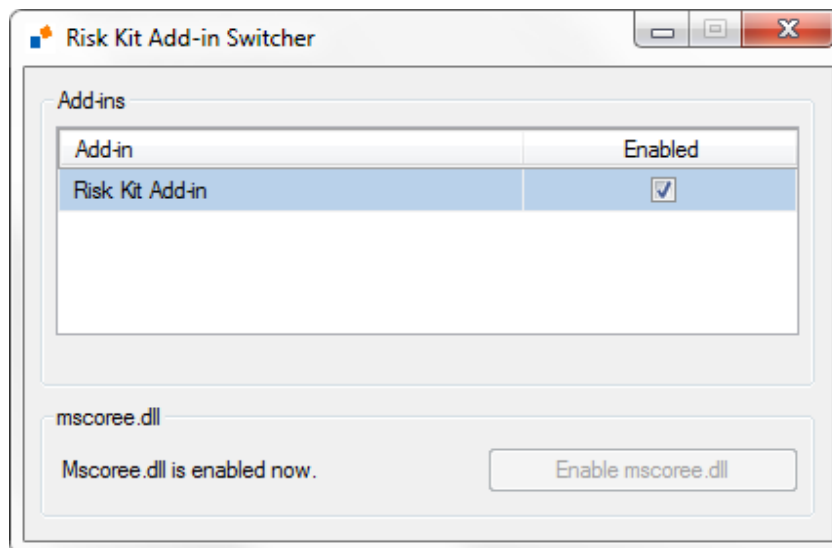 Risk Kit Add-in Switcher
Add-ins
Add-in Enabled
Risk Kit Add-in
mscoree.dll
Mscoree.dll is enabled now. Enable mscoree.dll